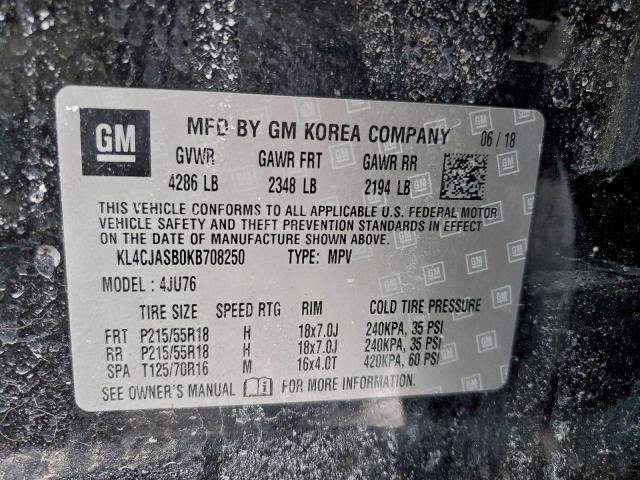 GM
MFD BY GM KOREA COMPANY 06 / 18
GVWR GAWR FRT GAWR RR
4286 LB 2348 LB 2194 LB
THIS VEHICLE CONFORMS TO ALL APPLICABLE U.S. FEDERAL MOTOR
VEHICLE SAFETY AND THEFT PREVENTION STANDARDS IN EFFECT
ON THE DATE OF MANUFACTURE SHOWN ABOVE.
KL4CJASB0KB708250 TYPE: MPV
MODEL: 4JU76
TIRE SIZE SPEED RTG RIM COLD TIRE PRESSURE
FRT P215/55R18 H 18x7.0J 240KPA, 35 PSI
RR P215/55R18 H 18x7.0J 240KPA, 35 PSI
SPA T125/70R16 M 16x4.0T 420KPA, 60 PSI
SEE OWNER'S MANUAL FOR MORE INFORMATION.